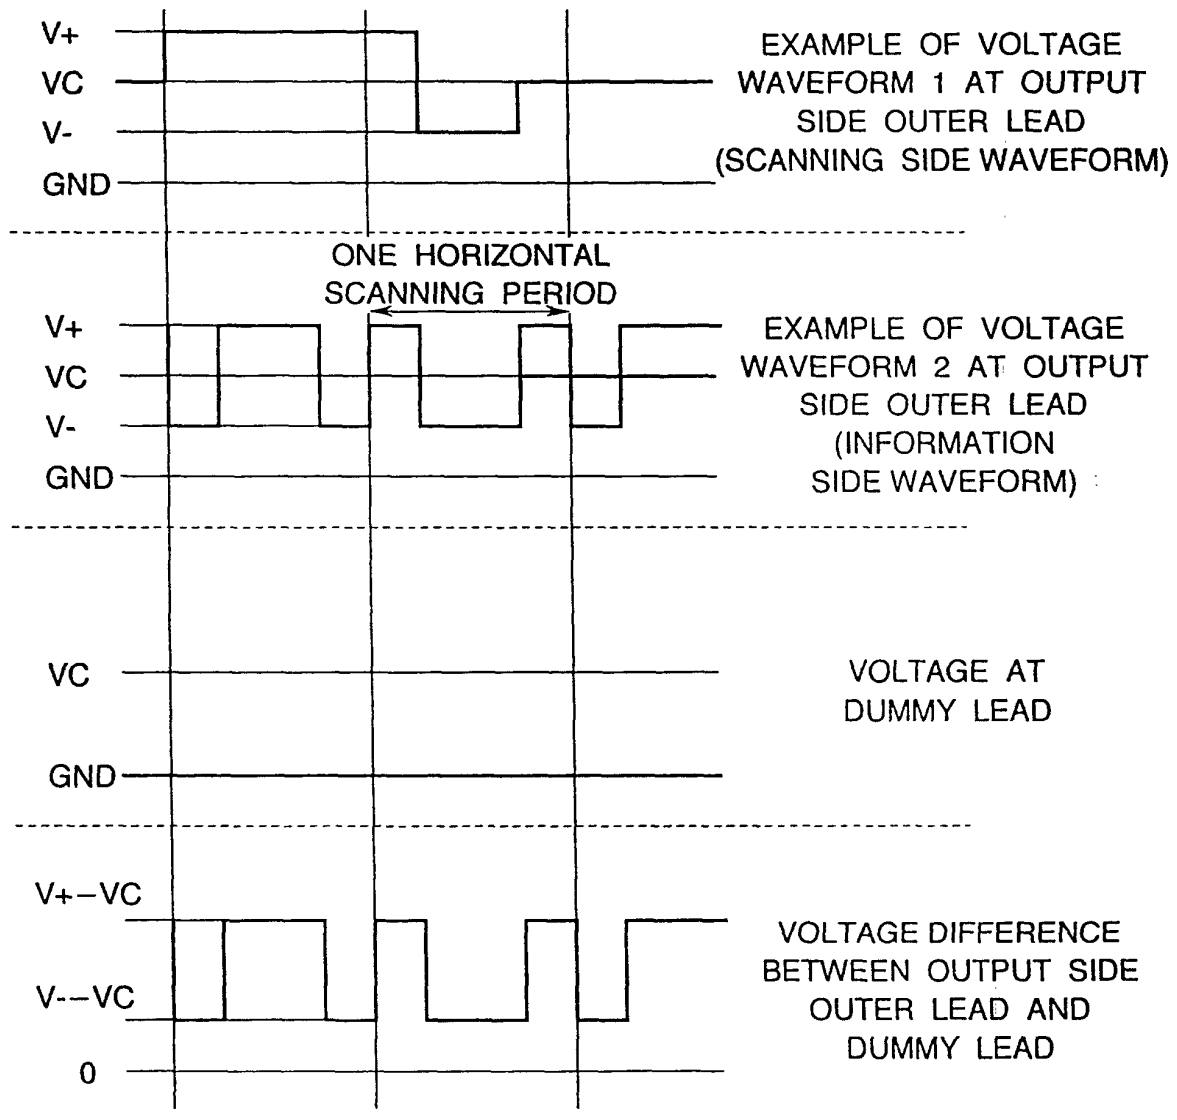 V+
VC
V-
GND
EXAMPLE OF VOLTAGE
WAVEFORM 1 AT OUTPUT
SIDE OUTER LEAD
(SCANNING SIDE WAVEFORM)
ONE HORIZONTAL
SCANNING PERIOD
V+
VC
V-
GND
EXAMPLE OF VOLTAGE
WAVEFORM 2 AT OUTPUT
SIDE OUTER LEAD
(INFORMATION
SIDE WAVEFORM)
VC
GND
VOLTAGE AT
DUMMY LEAD
V+−VC
V-−VC
0
VOLTAGE DIFFERENCE
BETWEEN OUTPUT SIDE
OUTER LEAD AND
DUMMY LEAD